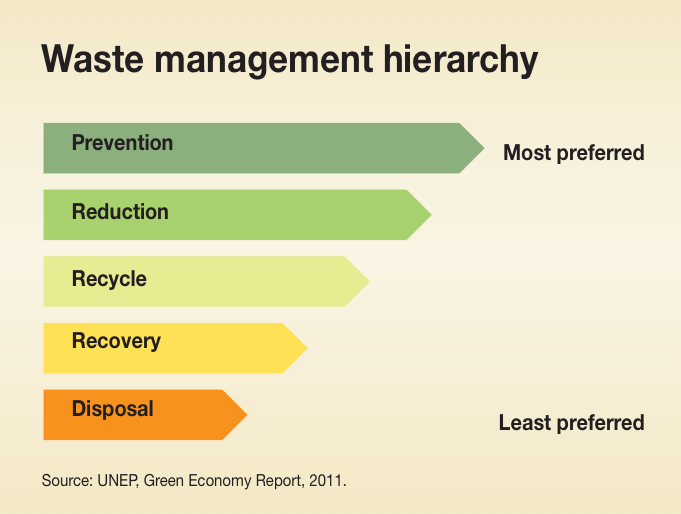 Waste management hierarchy
Prevention
Most preferred
Reduction
Recycle
Recovery
Disposal
Least preferred
Source: UNEP, Green Economy Report, 2011.